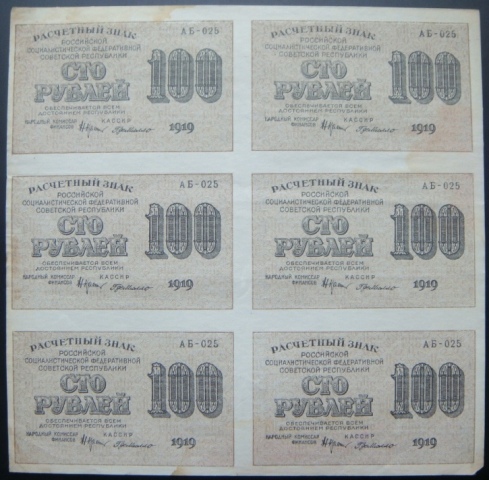 РАСЧЕТНЫЙ ЗНАК АБ-025
РОССИЙСКОЙ
СОЦИАЛИСТИЧЕСКОЙ ФЕДЕРАТИВНОЙ
СОВЕТСКОЙ РЕСПУБЛИКИ
СТО 100
РУБЛЕЙ
ОБЕСПЕЧИВАЕТСЯ ВСЕМ
ДОСТОЯНИЕМ РЕСПУБЛИКИ
НАРОДНЫЙ КОМИССАР КАССИР
ФИНАНСОВ
1919
РАСЧЕТНЫЙ ЗНАК АБ-025
РОССИЙСКОЙ
СОЦИАЛИСТИЧЕСКОЙ ФЕДЕРАТИВНОЙ
СОВЕТСКОЙ РЕСПУБЛИКИ
СТО 100
РУБЛЕЙ
ОБЕСПЕЧИВАЕТСЯ ВСЕМ
ДОСТОЯНИЕМ РЕСПУБЛИКИ
НАРОДНЫЙ КОМИССАР КАССИР
ФИНАНСОВ
1919
РАСЧЕТНЫЙ ЗНАК АБ-025
РОССИЙСКОЙ
СОЦИАЛИСТИЧЕСКОЙ ФЕДЕРАТИВНОЙ
СОВЕТСКОЙ РЕСПУБЛИКИ
СТО 100
РУБЛЕЙ
ОБЕСПЕЧИВАЕТСЯ ВСЕМ
ДОСТОЯНИЕМ РЕСПУБЛИКИ
НАРОДНЫЙ КОМИССАР КАССИР
ФИНАНСОВ
1919
РАСЧЕТНЫЙ ЗНАК АБ-025
РОССИЙСКОЙ
СОЦИАЛИСТИЧЕСКОЙ ФЕДЕРАТИВНОЙ
СОВЕТСКОЙ РЕСПУБЛИКИ
СТО 100
РУБЛЕЙ
ОБЕСПЕЧИВАЕТСЯ ВСЕМ
ДОСТОЯНИЕМ РЕСПУБЛИКИ
НАРОДНЫЙ КОМИССАР КАССИР
ФИНАНСОВ
1919
РАСЧЕТНЫЙ ЗНАК АБ-025
РОССИЙСКОЙ
СОЦИАЛИСТИЧЕСКОЙ ФЕДЕРАТИВНОЙ
СОВЕТСКОЙ РЕСПУБЛИКИ
СТО 100
РУБЛЕЙ
ОБЕСПЕЧИВАЕТСЯ ВСЕМ
ДОСТОЯНИЕМ РЕСПУБЛИКИ
НАРОДНЫЙ КОМИССАР КАССИР
ФИНАНСОВ
1919
РАСЧЕТНЫЙ ЗНАК АБ-025
РОССИЙСКОЙ
СОЦИАЛИСТИЧЕСКОЙ ФЕДЕРАТИВНОЙ
СОВЕТСКОЙ РЕСПУБЛИКИ
СТО 100
РУБЛЕЙ
ОБЕСПЕЧИВАЕТСЯ ВСЕМ
ДОСТОЯНИЕМ РЕСПУБЛИКИ
НАРОДНЫЙ КОМИССАР КАССИР
ФИНАНСОВ
1919